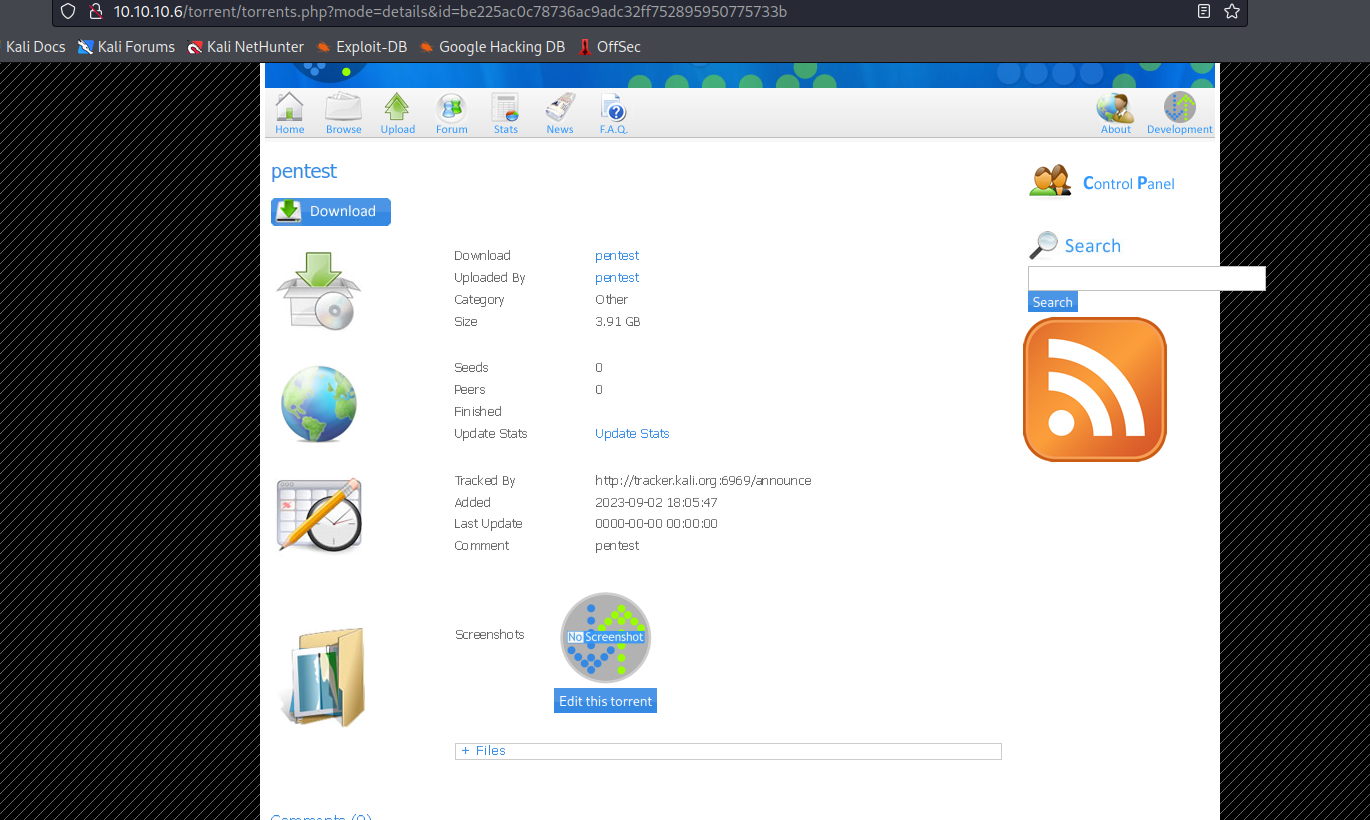 10.10.10.6/torrent/torrents.php?mode=details&id=be225ac0c78736ac9adc32ff752895950775733b
Kali Docs Kali Forums Kali NetHunter Exploit-DB Google Hacking DB OffSec
Home Browse Upload Forum Stats News F.A.Q. About Development
pentest
Download
Download pentest
Uploaded By pentest
Category Other
Size 3.91 GB
Seeds 0
Peers 0
Finished
Update Stats Update Stats
Tracked By http://tracker.kali.org:6969/announce
Added 2023-09-02 18:05:47
Last Update 0000-00-00 00:00:00
Comment pentest
Screenshots
No Screenshot
Edit this torrent
+ Files
Comments (0)
Control Panel
Search
Search